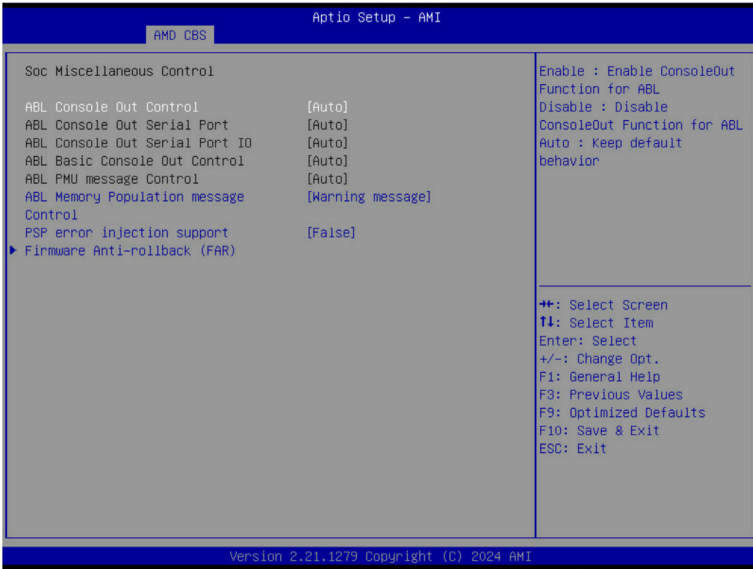 Aptio Setup - AMI
AMD CBS
Soc Miscellaneous Control
ABL Console Out Control [Auto]
ABL Console Out Serial Port [Auto]
ABL Console Out Serial Port IO [Auto]
ABL Basic Console Out Control [Auto]
ABL PMU message Control [Auto]
ABL Memory Population message [Warning message]
Control
PSP error injection support [False]
Firmware Anti-rollback (FAR)
Enable : Enable ConsoleOut
Function for ABL
Disable : Disable
ConsoleOut Function for ABL
Auto : Keep default
behavior
→←: Select Screen
↑↓: Select Item
Enter: Select
+/-: Change Opt.
F1: General Help
F3: Previous Values
F9: Optimized Defaults
F10: Save & Exit
ESC: Exit
Version 2.21.1279 Copyright (C) 2024 AMI